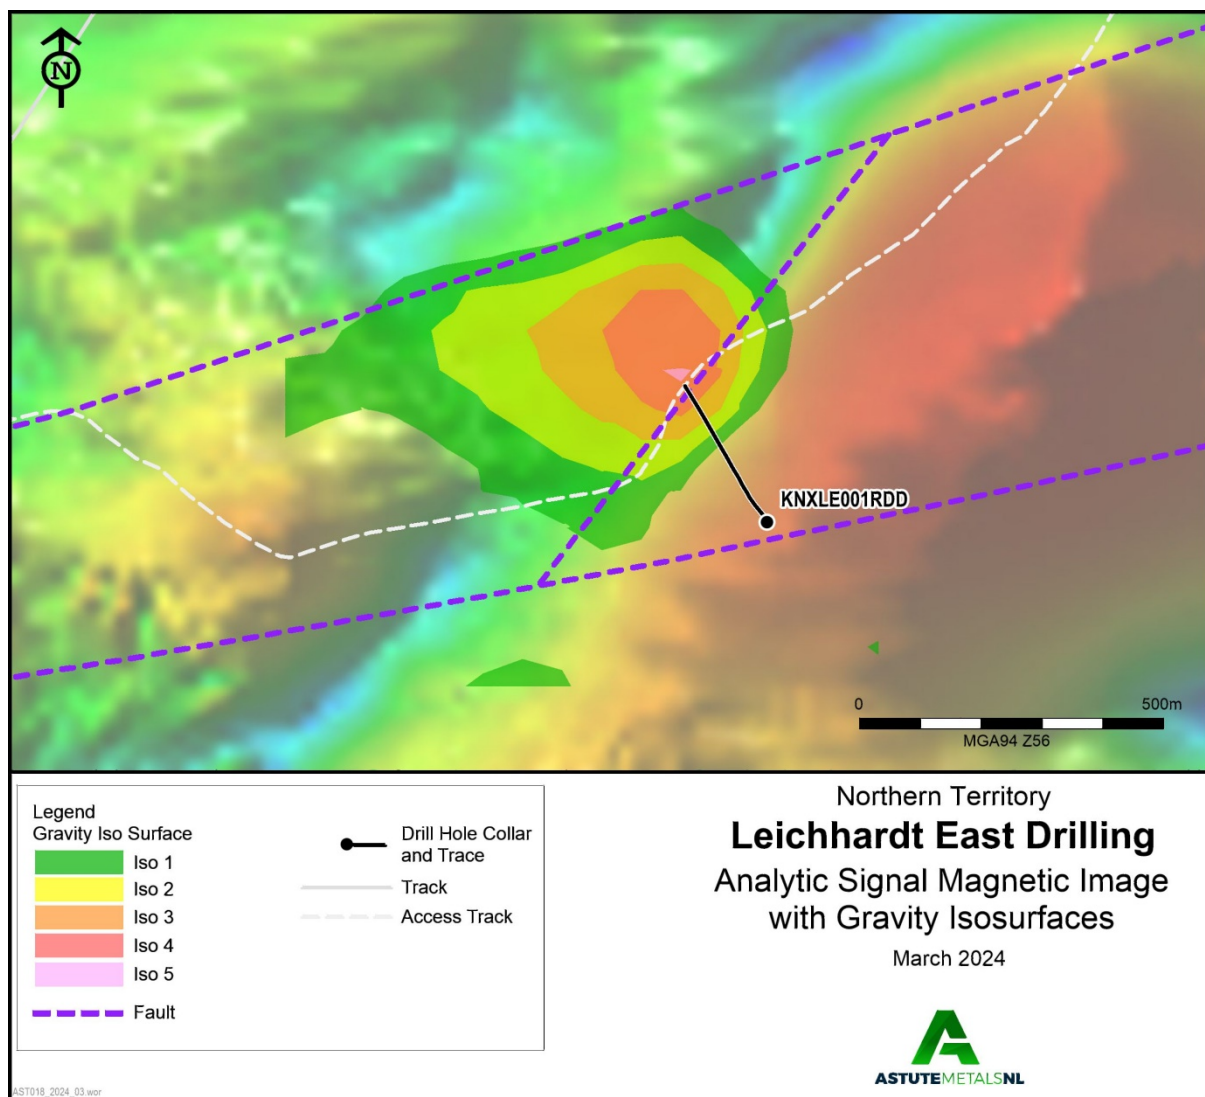 N
KNXLE001RDD
0 500m
MGA94 Z56
Legend
Gravity Iso Surface
Iso 1
Iso 2
Iso 3
Iso 4
Iso 5
Fault
Drill Hole Collar
and Trace
Track
Access Track
Northern Territory
Leichhardt East Drilling
Analytic Signal Magnetic Image
with Gravity Isosurfaces
March 2024
ASTUTEMETALSNL
AST018_2024_03.wor